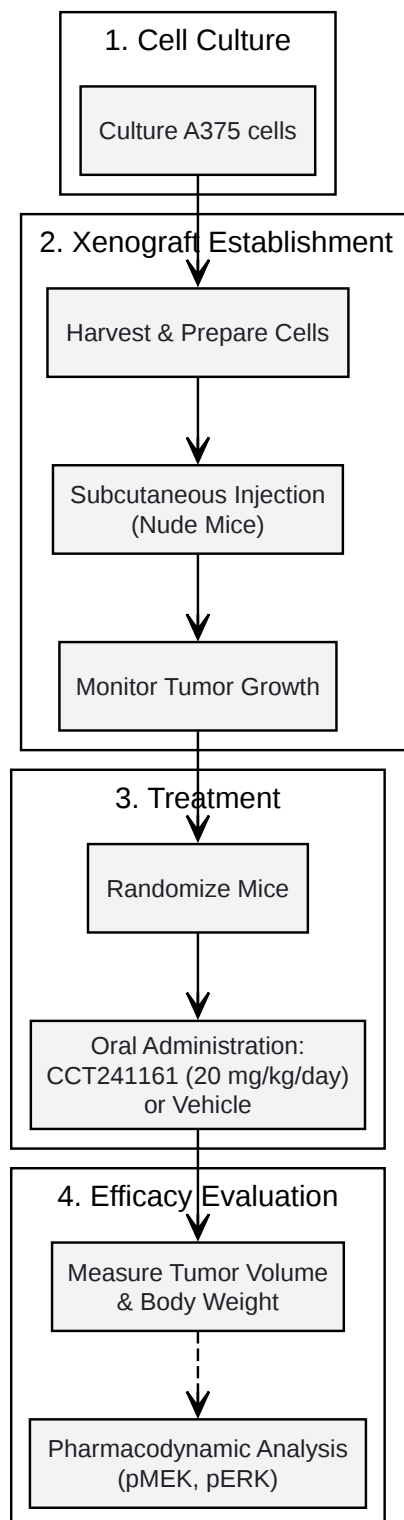 1. Cell Culture
Culture A375 cells
2. Xenograft Establishment
Harvest & Prepare Cells
Subcutaneous Injection
(Nude Mice)
Monitor Tumor Growth
3. Treatment
Randomize Mice
Oral Administration:
CCT241161 (20 mg/kg/day)
or Vehicle
4. Efficacy Evaluation
Measure Tumor Volume
& Body Weight
Pharmacodynamic Analysis
(pMEK, pERK)